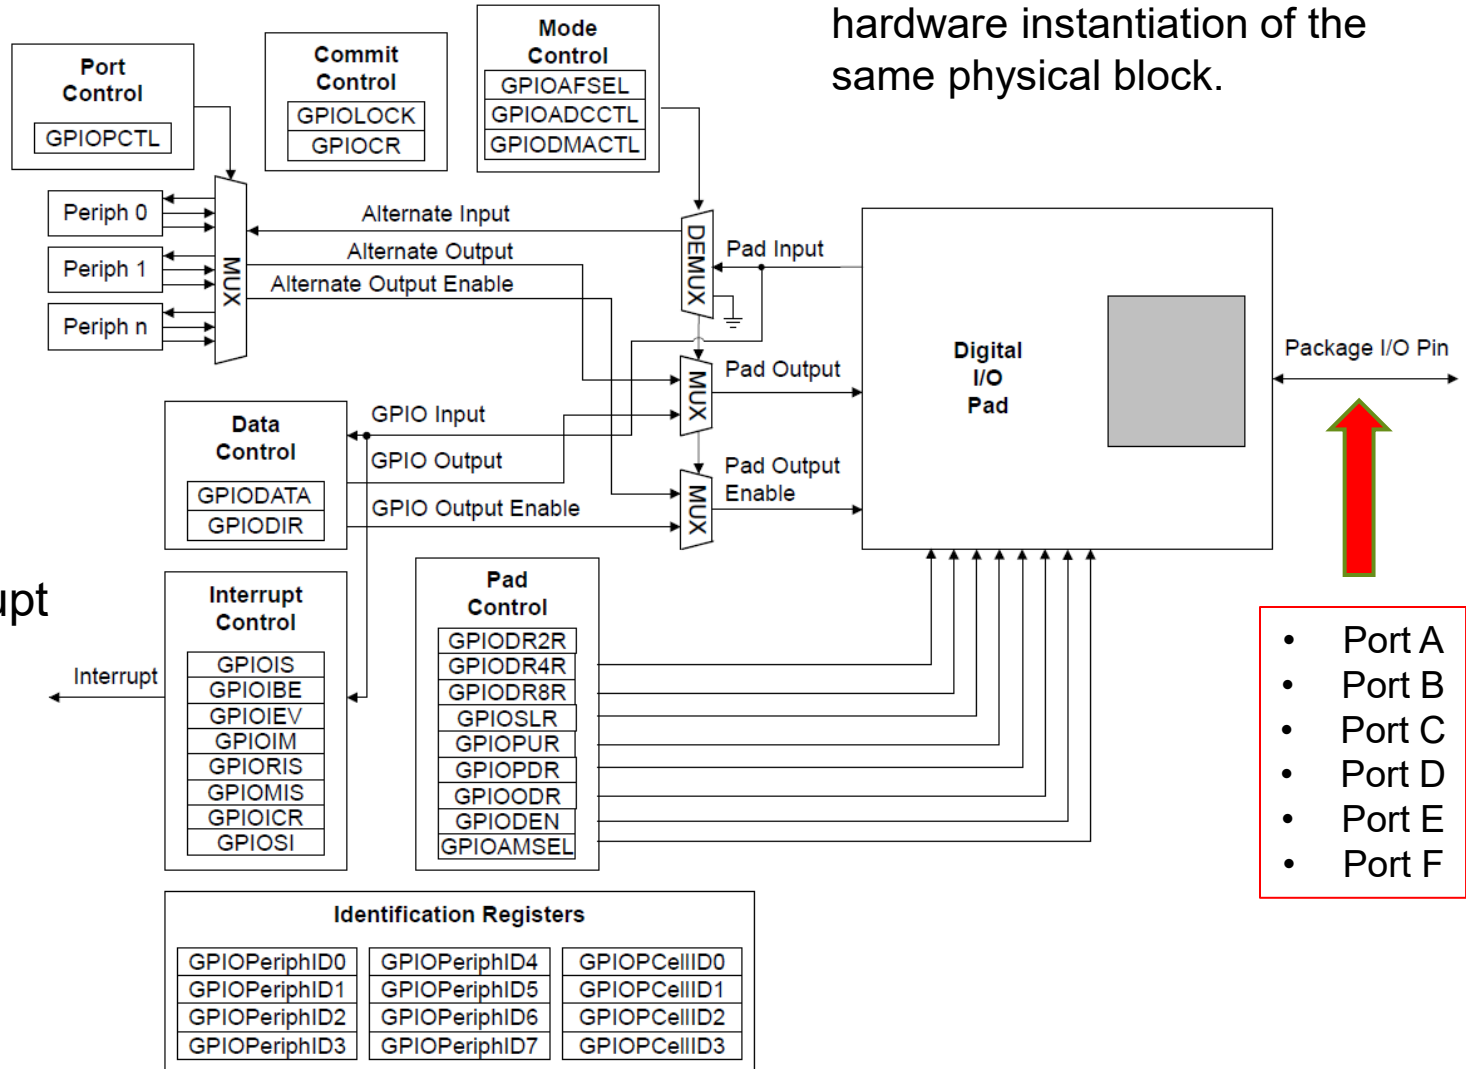 hardware instantiation of the
same physical block.
Port
Control
GPIOPCTL
Commit
Control
GPIOLOCK
GPIOCR
Mode
Control
GPIOAFSEL
GPIOADCCTL
GPIODMACTL
Periph 0
Periph 1
Periph n
MUX
Alternate Input
Alternate Output
Alternate Output Enable
DEMUX
Pad Input
MUX
Pad Output
MUX
Pad Output
Enable
Digital
I/O
Pad
Package I/O Pin
Data
Control
GPIODATA
GPIODIR
GPIO Input
GPIO Output
GPIO Output Enable
upt
Interrupt
Interrupt
Control
GPIOIS
GPIOIBE
GPIOIEV
GPIOIM
GPIORIS
GPIOMIS
GPIOICR
GPIOSI
Pad
Control
GPIODR2R
GPIODR4R
GPIODR8R
GPIOSLR
GPIOPUR
GPIOPDR
GPIOODR
GPIODEN
GPIOAMSEL
• Port A
• Port B
• Port C
• Port D
• Port E
• Port F
Identification Registers
GPIOPeriphID0 GPIOPeriphID4 GPIOPCellID0
GPIOPeriphID1 GPIOPeriphID5 GPIOPCellID1
GPIOPeriphID2 GPIOPeriphID6 GPIOPCellID2
GPIOPeriphID3 GPIOPeriphID7 GPIOPCellID3